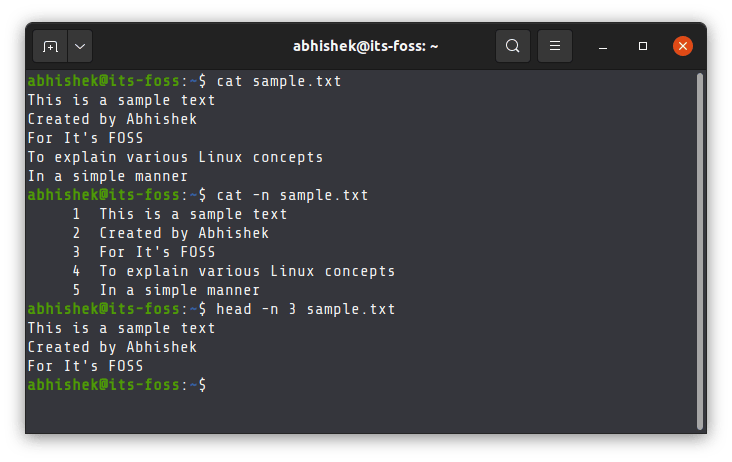 abhishek@its-foss: ~
abhishek@its-foss:~$ cat sample.txt
This is a sample text
Created by Abhishek
For It's FOSS
To explain various Linux concepts
In a simple manner
abhishek@its-foss:~$ cat -n sample.txt
     1  This is a sample text
     2  Created by Abhishek
     3  For It's FOSS
     4  To explain various Linux concepts
     5  In a simple manner
abhishek@its-foss:~$ head -n 3 sample.txt
This is a sample text
Created by Abhishek
For It's FOSS
abhishek@its-foss:~$